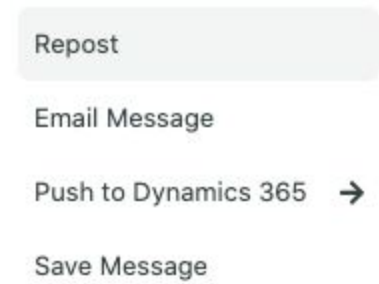 Repost
Email Message
Push to Dynamics 365 →
Save Message